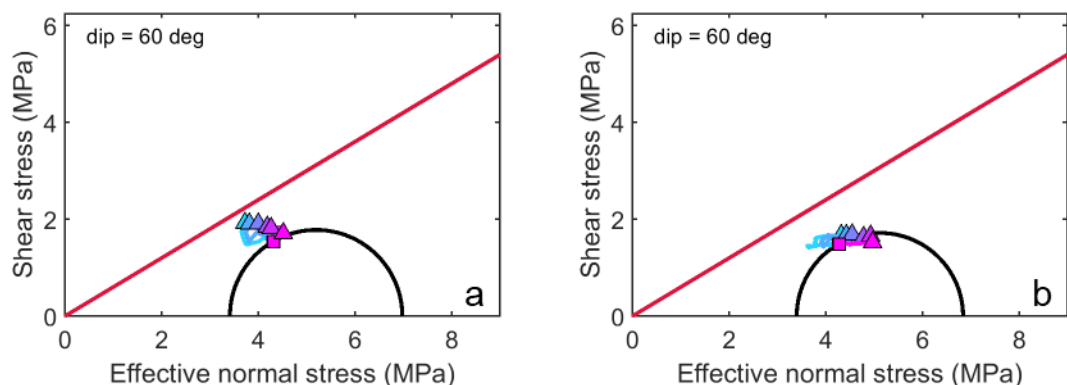 dip = 60 deg
Shear stress (MPa)
6
4
2
0
0 2 4 6 8
Effective normal stress (MPa)
a
dip = 60 deg
Shear stress (MPa)
6
4
2
0
0 2 4 6 8
Effective normal stress (MPa)
b